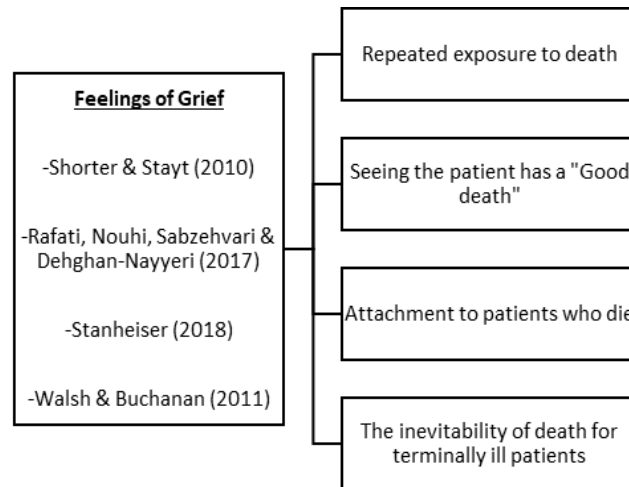 Feelings of Grief
-Shorter & Stayt (2010)
-Rafati, Nouhi, Sabzehvari &
Dehghan-Nayyeri (2017)
-Stanheiser (2018)
-Walsh & Buchanan (2011)
Repeated exposure to death
Seeing the patient has a "Good
death"
Attachment to patients who die
The inevitability of death for
terminally ill patients